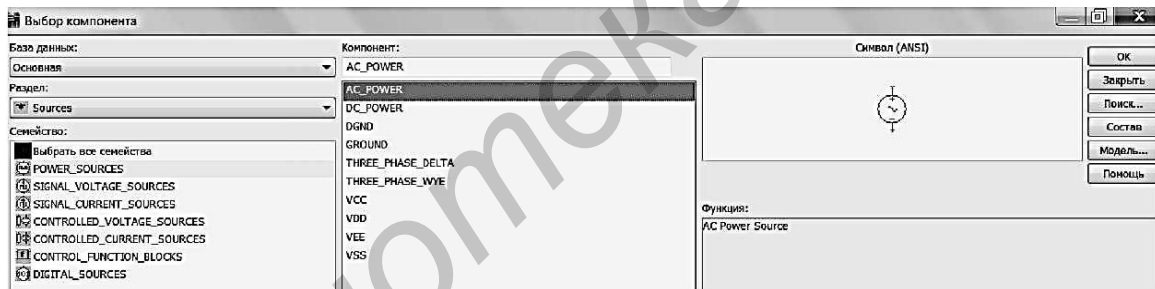 Выбор компонента
База данных:
Основная
Раздел:
Sources
Семейство:
Выбрать все семейства
POWER_SOURCES
SIGNAL_VOLTAGE_SOURCES
SIGNAL_CURRENT_SOURCES
CONTROLLED_VOLTAGE_SOURCES
CONTROLLED_CURRENT_SOURCES
CONTROL_FUNCTION_BLOCKS
DIGITAL_SOURCES
Компонент:
AC_POWER
AC_POWER
DC_POWER
DGND
GROUND
THREE_PHASE_DELTA
THREE_PHASE_WYE
VCC
VDD
VEE
VSS
Символ (ANSI)
Функция:
AC Power Source
ОК
Закрыть
Поиск...
Состав
Модель...
Помощь